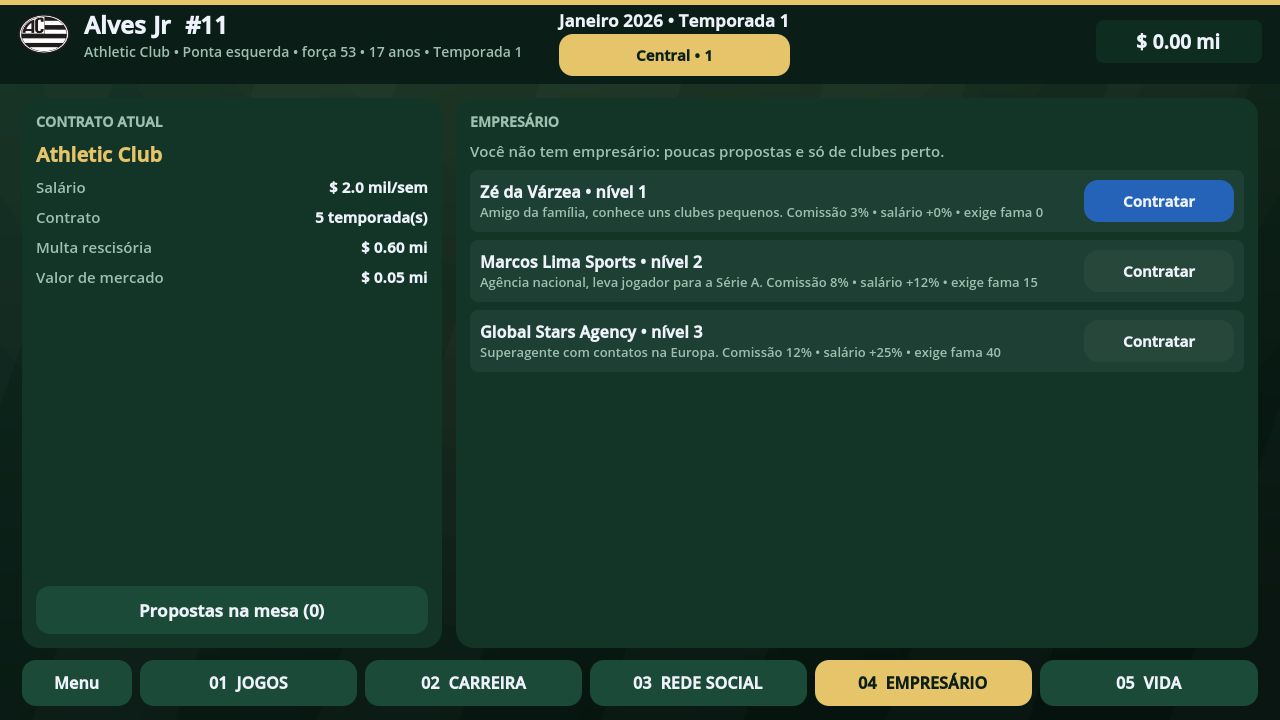 AC
Alves Jr #11
Athletic Club • Ponta esquerda • força 53 • 17 anos • Temporada 1
Janeiro 2026 • Temporada 1
Central • 1
$ 0.00 mi
CONTRATO ATUAL
Athletic Club
Salário $ 2.0 mil/sem
Contrato 5 temporada(s)
Multa rescisória $ 0.60 mi
Valor de mercado $ 0.05 mi
Propostas na mesa (0)
EMPRESÁRIO
Você não tem empresário: poucas propostas e só de clubes perto.
Zé da Várzea • nível 1
Amigo da família, conhece uns clubes pequenos. Comissão 3% • salário +0% • exige fama 0
Contratar
Marcos Lima Sports • nível 2
Agência nacional, leva jogador para a Série A. Comissão 8% • salário +12% • exige fama 15
Contratar
Global Stars Agency • nível 3
Superagente com contatos na Europa. Comissão 12% • salário +25% • exige fama 40
Contratar
Menu
01 JOGOS
02 CARREIRA
03 REDE SOCIAL
04 EMPRESÁRIO
05 VIDA